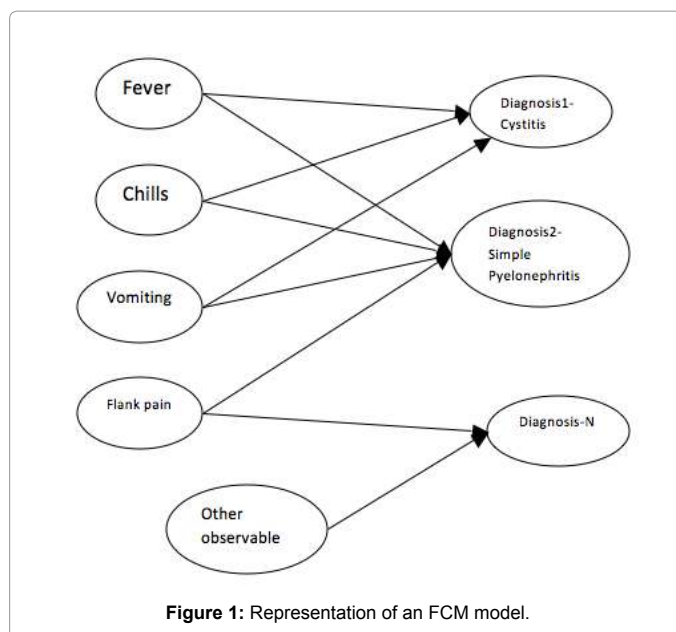 Fever
Chills
Vomiting
Flank pain
Other
observable
Diagnosis1-
Cystitis
Diagnosis2-
Simple
Pyelonephritis
Diagnosis-N
Figure 1: Representation of an FCM model.